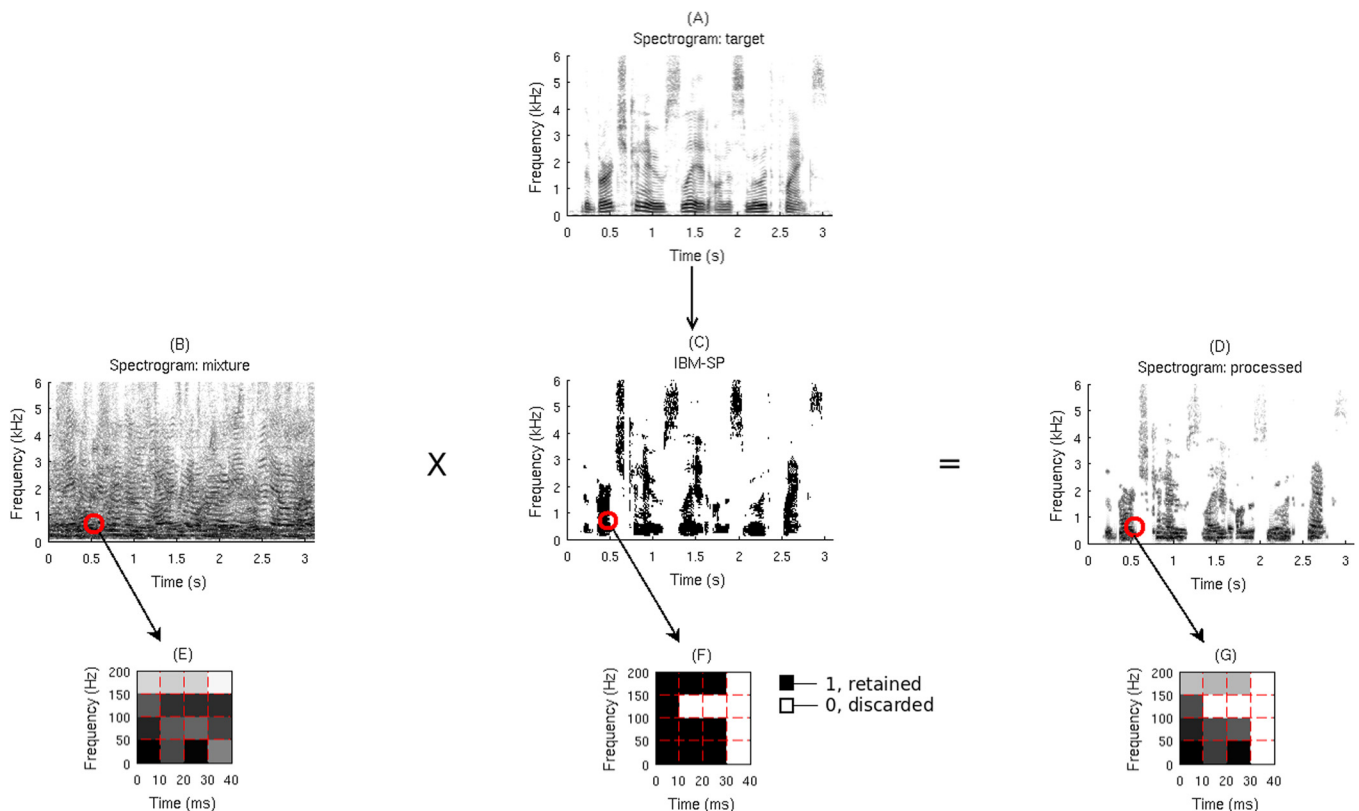 (A)
Spectrogram: target
Frequency (kHz)
6
5
4
3
2
1
0
0 0.5 1 1.5 2 2.5 3
Time (s)
(B)
Spectrogram: mixture
Frequency (kHz)
6
5
4
3
2
1
0
0 0.5 1 1.5 2 2.5 3
Time (s)
X
(C)
IBM-SP
Frequency (kHz)
6
5
4
3
2
1
0
0 0.5 1 1.5 2 2.5 3
Time (s)
=
(D)
Spectrogram: processed
Frequency (kHz)
6
5
4
3
2
1
0
0 0.5 1 1.5 2 2.5 3
Time (s)
(E)
Frequency (Hz)
200
150
100
50
0
0 10 20 30 40
Time (ms)
(F)
Frequency (Hz)
200
150
100
50
0
0 10 20 30 40
Time (ms)
1, retained
0, discarded
(G)
Frequency (Hz)
200
150
100
50
0
0 10 20 30 40
Time (ms)